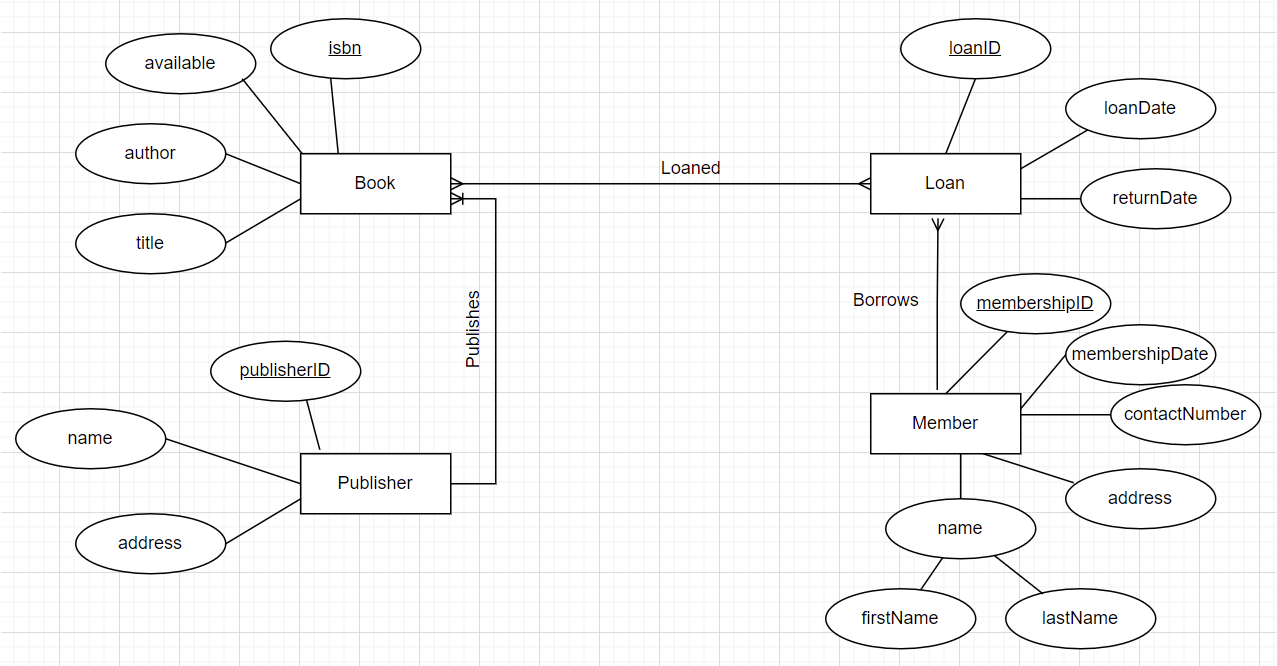 isbn
loanID
available
loanDate
author
Loaned
Book
Loan
returnDate
title
Borrows
membershipID
Publishes
membershipDate
publisherID
contactNumber
name
Member
Publisher
address
name
address
firstName
lastName